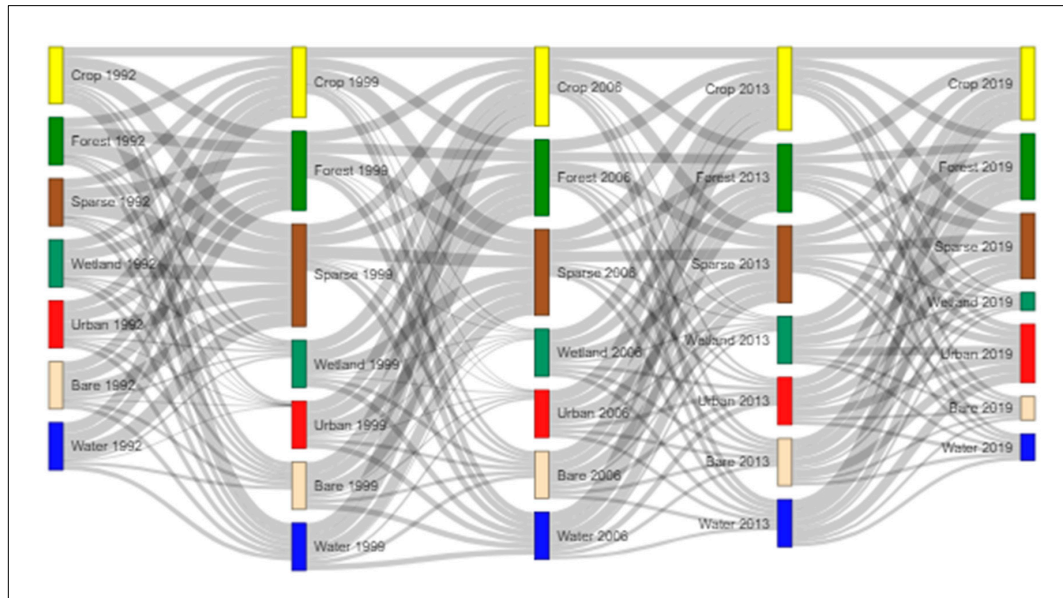 Crop 1992
Forest 1992
Sparse 1992
Wetland 1992
Urban 1992
Bare 1992
Water 1992
Crop 1999
Forest 1999
Sparse 1999
Wetland 1999
Urban 1999
Bare 1999
Water 1999
Crop 2006
Forest 2006
Sparse 2006
Wetland 2006
Urban 2006
Bare 2006
Water 2006
Crop 2013
Forest 2013
Sparse 2013
Wetland 2013
Urban 2013
Bare 2013
Water 2013
Crop 2019
Forest 2019
Sparse 2019
Wetland 2019
Urban 2019
Bare 2019
Water 2019